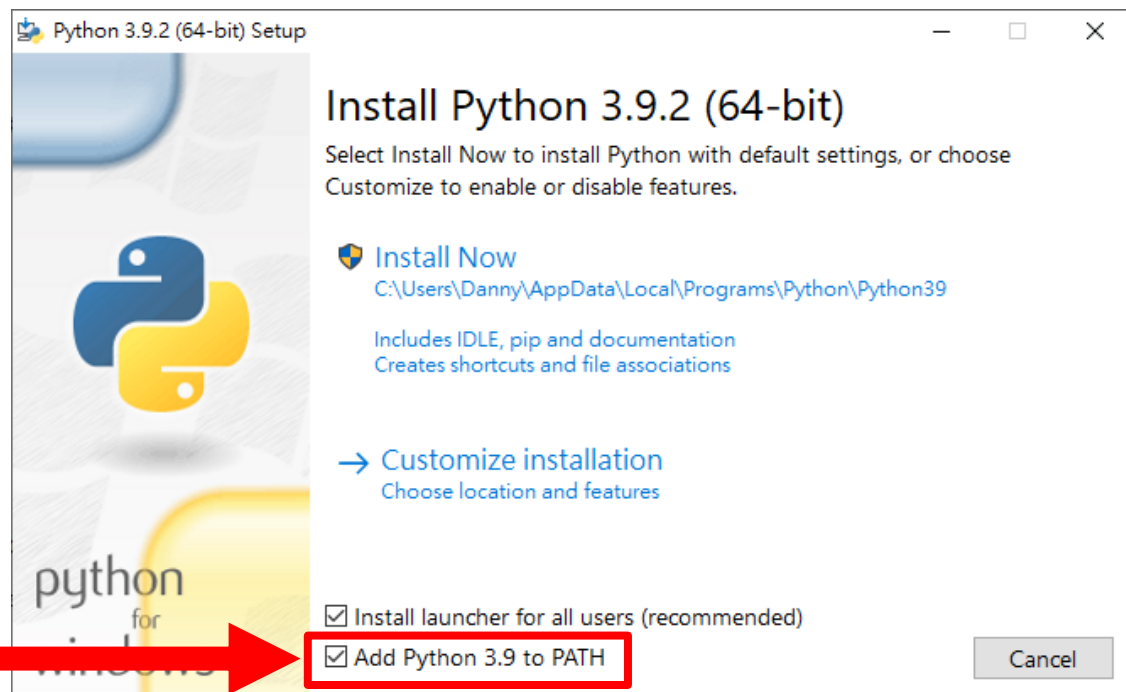 Python 3.9.2 (64-bit) Setup
Install Python 3.9.2 (64-bit)
Select Install Now to install Python with default settings, or choose
Customize to enable or disable features.
Install Now
C:\Users\Danny\AppData\Local\Programs\Python\Python39
Includes IDLE, pip and documentation
Creates shortcuts and file associations
Customize installation
Choose location and features
python
for
windows
Install launcher for all users (recommended)
Add Python 3.9 to PATH
Cancel